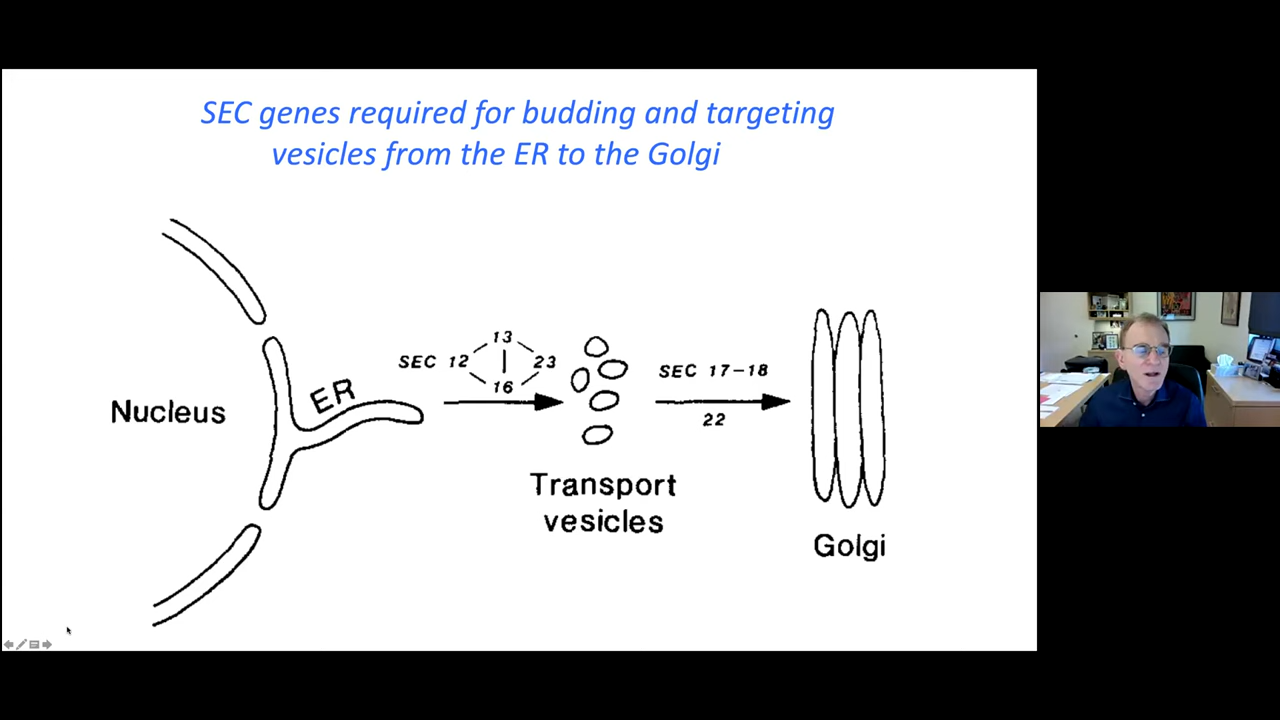 SEC genes required for budding and targeting
vesicles from the ER to the Golgi
Nucleus
ER
13
SEC 12 23
16
Transport
vesicles
SEC 17-18
22
Golgi